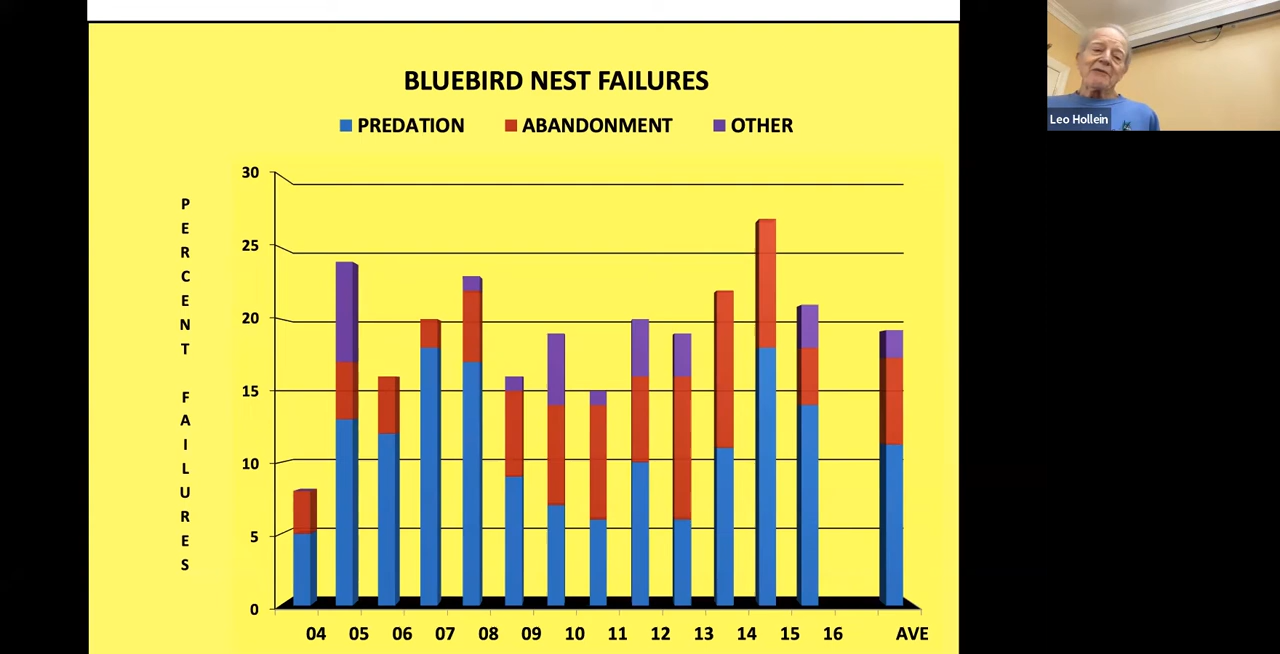 BLUEBIRD NEST FAILURES
PREDATION ABANDONMENT OTHER
Leo Hollein
PERCENT FAILURES
30
25
20
15
10
5
0
04 05 06 07 08 09 10 11 12 13 14 15 16 AVE